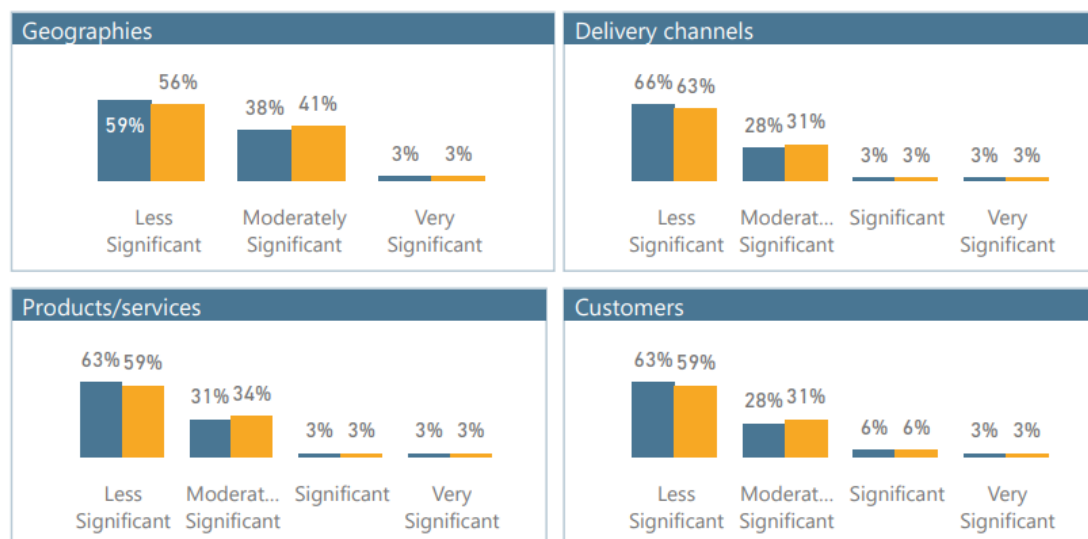 Geographies
56%
59%
38%
41%
3%
3%
Less
Significant
Moderately
Significant
Very
Significant
Delivery channels
66%
63%
28%
31%
3%
3%
3%
3%
Less
Significant
Moderat...
Significant
Significant
Very
Significant
Products/services
63%
59%
31%
34%
3%
3%
3%
3%
Less
Significant
Moderat...
Significant
Significant
Very
Significant
Customers
63%
59%
28%
31%
6%
6%
3%
3%
Less
Significant
Moderat...
Significant
Significant
Very
Significant